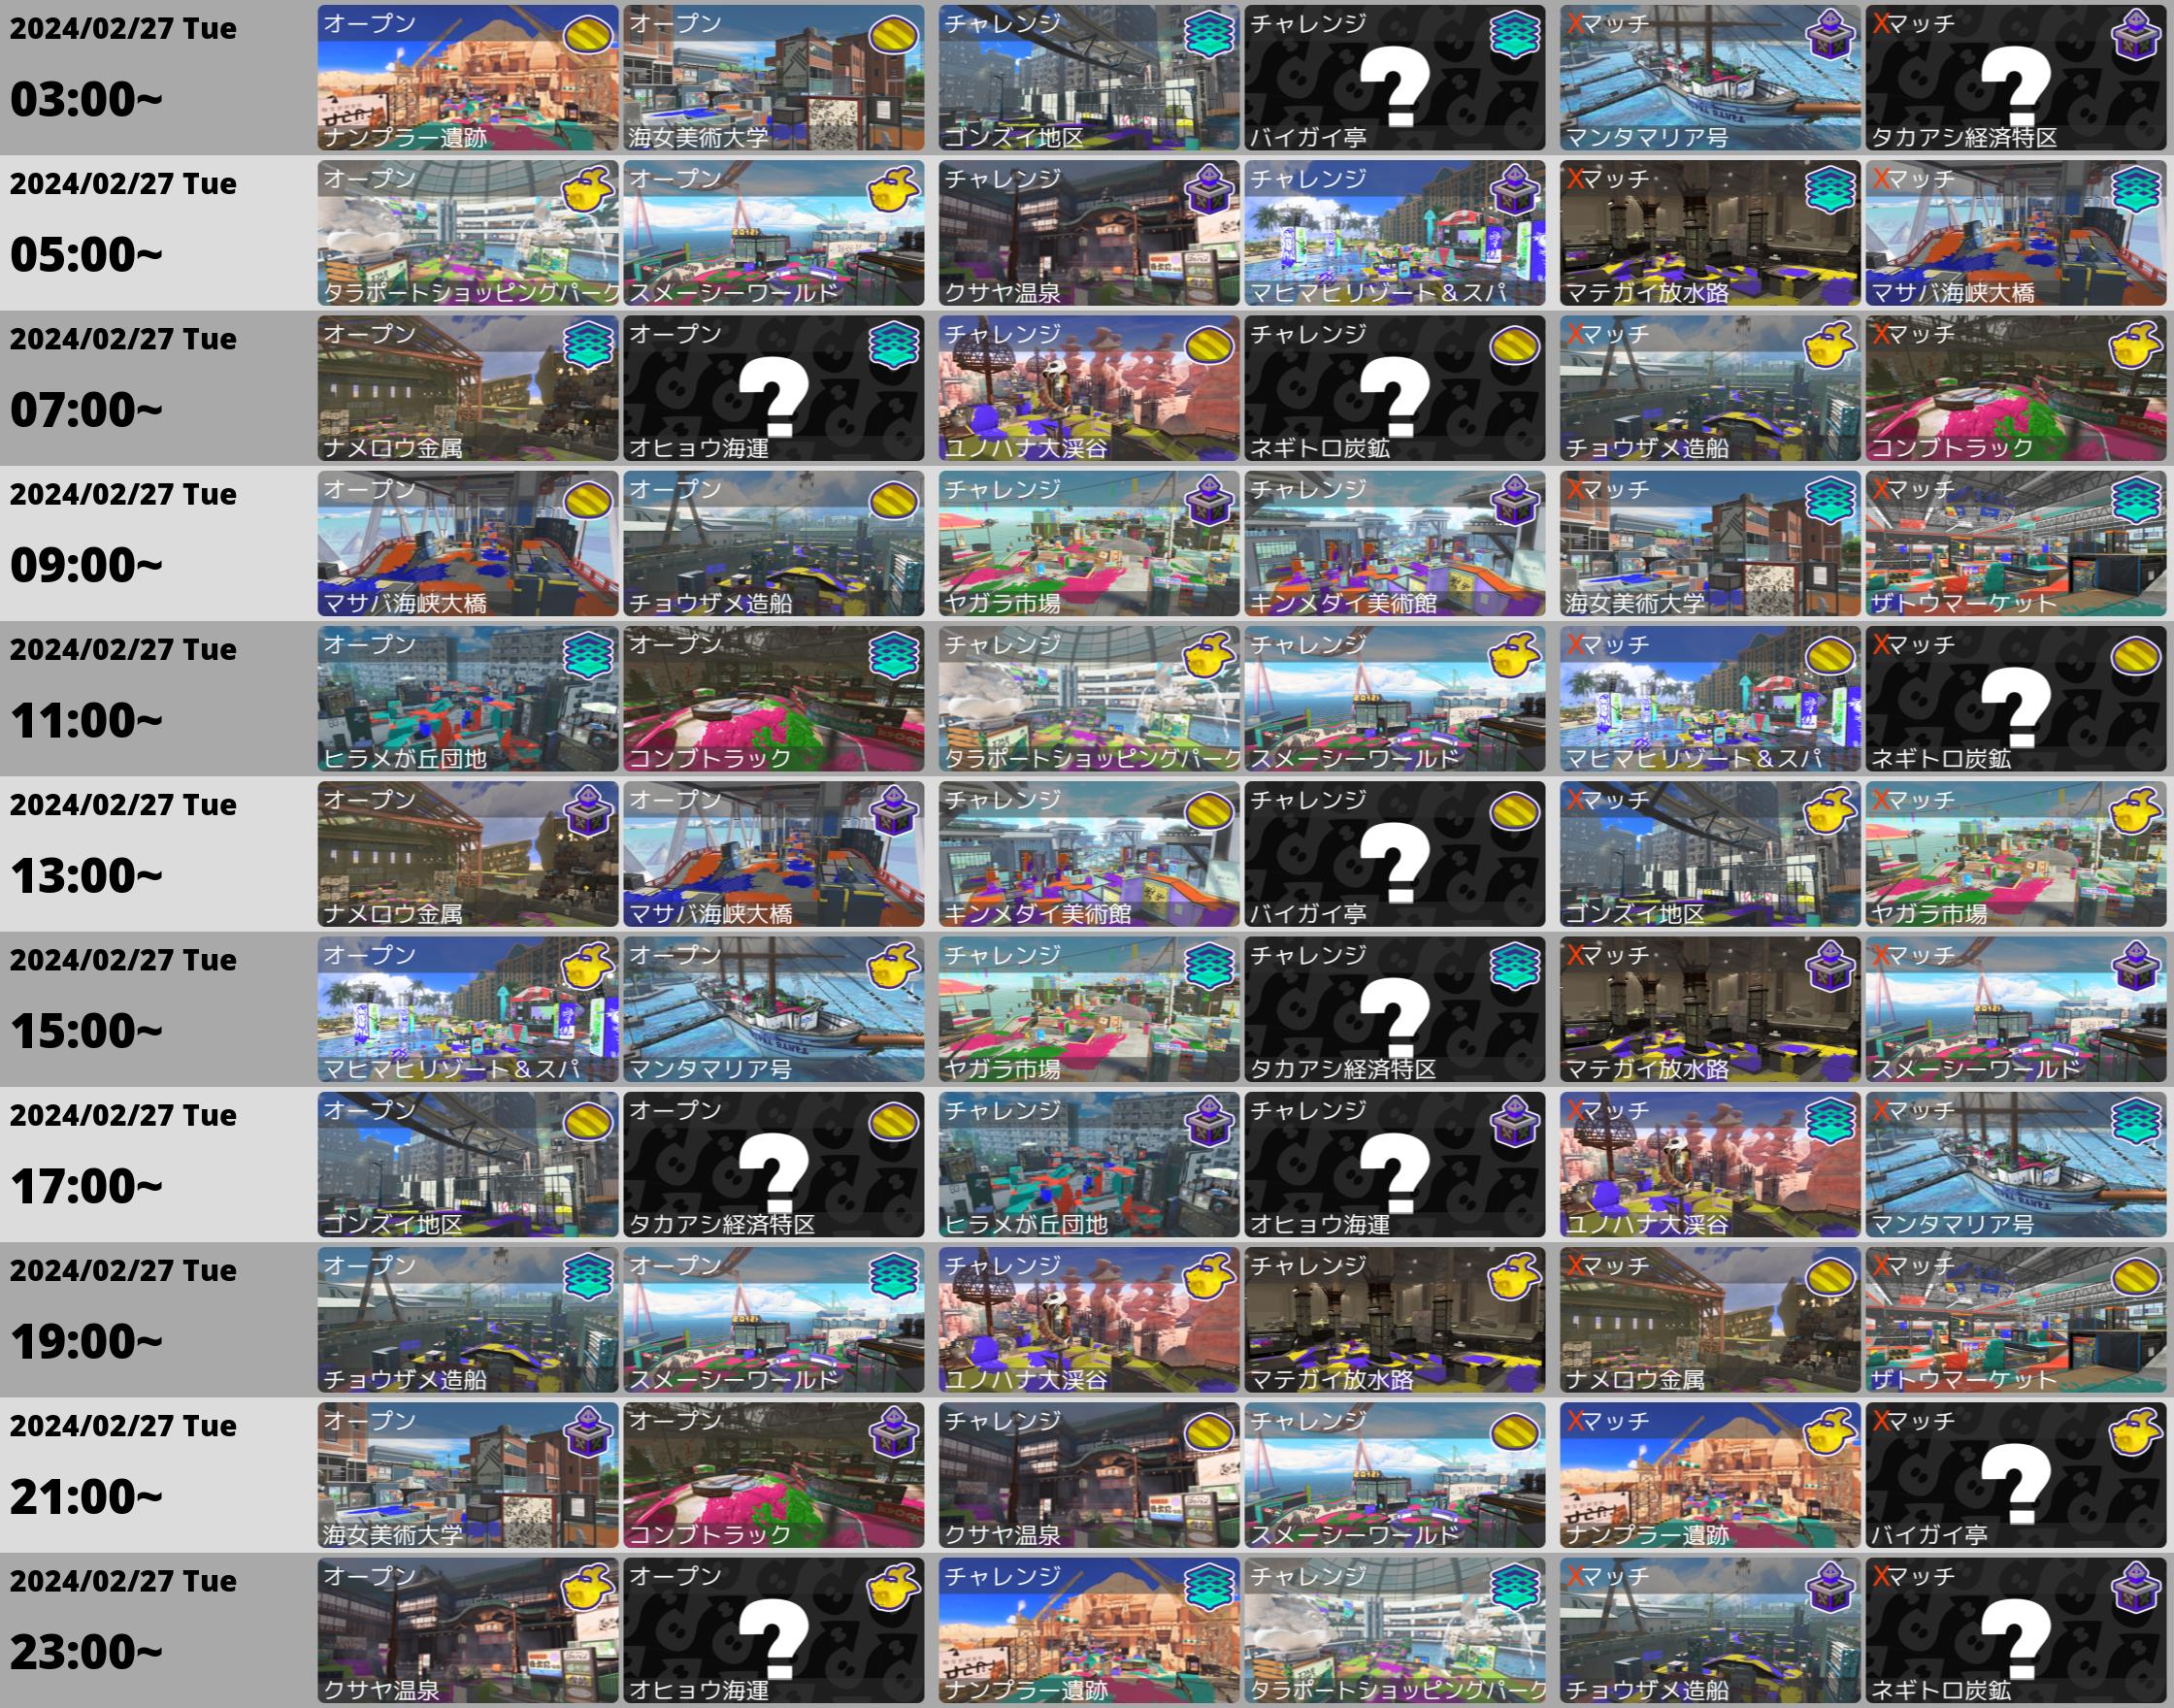 2024/02/27 Tue
03:00~
オープン
ナンプラー遺跡
オープン
海女美術大学
チャレンジ
ゴンズイ地区
チャレンジ
?
バイガイ亭
Xマッチ
マンタマリア号
Xマッチ
?
タカアシ経済特区
2024/02/27 Tue
05:00~
オープン
タラポートショッピングパーク
オープン
スメーシーワールド
チャレンジ
クサヤ温泉
チャレンジ
マヒマヒリゾート&スパ
Xマッチ
マテガイ放水路
Xマッチ
マサバ海峡大橋
2024/02/27 Tue
07:00~
オープン
ナメロウ金属
オープン
?
オヒョウ海運
チャレンジ
ユノハナ大渓谷
チャレンジ
?
ネギトロ炭鉱
Xマッチ
チョウザメ造船
Xマッチ
コンブトラック
2024/02/27 Tue
09:00~
オープン
マサバ海峡大橋
オープン
チョウザメ造船
チャレンジ
ヤガラ市場
チャレンジ
キンメダイ美術館
Xマッチ
海女美術大学
Xマッチ
ザトウマーケット
2024/02/27 Tue
11:00~
オープン
ヒラメが丘団地
オープン
コンブトラック
チャレンジ
タラポートショッピングパーク
チャレンジ
スメーシーワールド
Xマッチ
マヒマヒリゾート&スパ
Xマッチ
?
ネギトロ炭鉱
2024/02/27 Tue
13:00~
オープン
ナメロウ金属
オープン
マサバ海峡大橋
チャレンジ
キンメダイ美術館
チャレンジ
?
バイガイ亭
Xマッチ
ゴンズイ地区
Xマッチ
ヤガラ市場
2024/02/27 Tue
15:00~
オープン
マヒマヒリゾート&スパ
オープン
マンタマリア号
チャレンジ
ヤガラ市場
チャレンジ
?
タカアシ経済特区
Xマッチ
マテガイ放水路
Xマッチ
スメーシーワールド
2024/02/27 Tue
17:00~
オープン
ゴンズイ地区
オープン
?
タカアシ経済特区
チャレンジ
ヒラメが丘団地
チャレンジ
?
オヒョウ海運
Xマッチ
ユノハナ大渓谷
Xマッチ
マンタマリア号
2024/02/27 Tue
19:00~
オープン
チョウザメ造船
オープン
スメーシーワールド
チャレンジ
ユノハナ大渓谷
チャレンジ
マテガイ放水路
Xマッチ
ナメロウ金属
Xマッチ
ザトウマーケット
2024/02/27 Tue
21:00~
オープン
海女美術大学
オープン
コンブトラック
チャレンジ
クサヤ温泉
チャレンジ
スメーシーワールド
Xマッチ
ナンプラー遺跡
Xマッチ
?
バイガイ亭
2024/02/27 Tue
23:00~
オープン
クサヤ温泉
オープン
?
オヒョウ海運
チャレンジ
ナンプラー遺跡
チャレンジ
タラポートショッピングパーク
Xマッチ
チョウザメ造船
Xマッチ
?
ネギトロ炭鉱